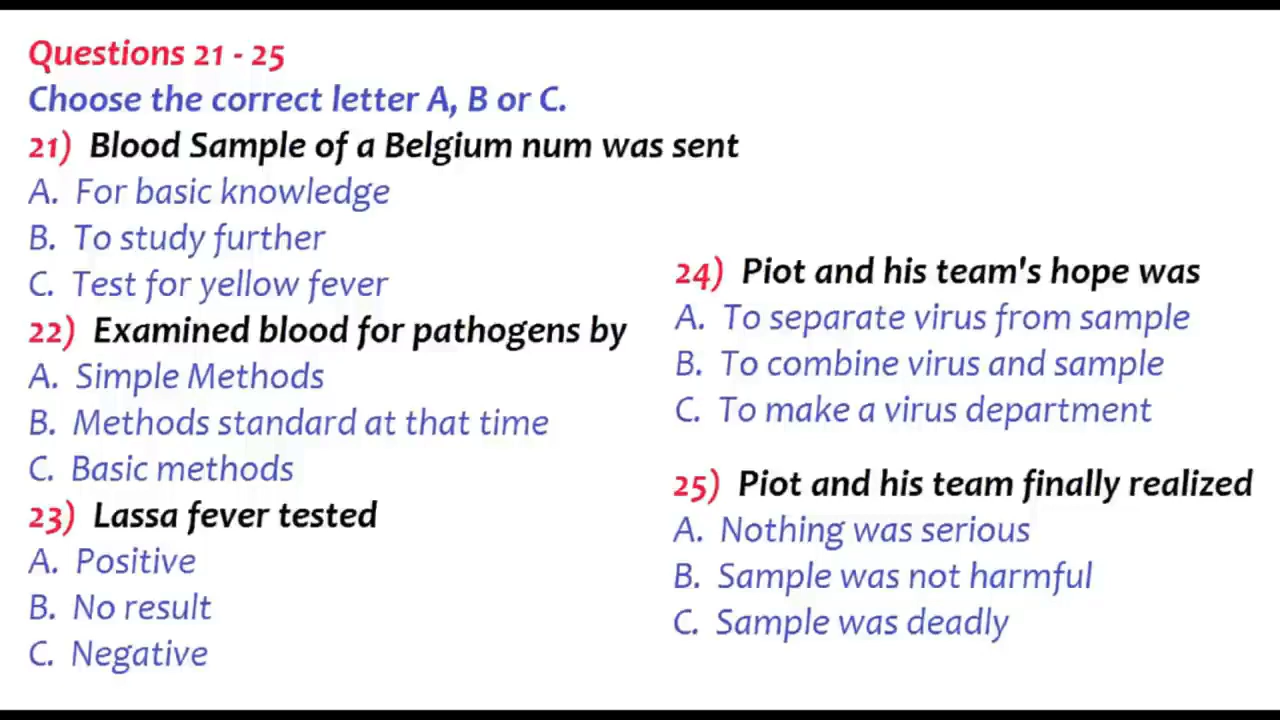 Questions 21 - 25
Choose the correct letter A, B or C.
21) Blood Sample of a Belgium num was sent
A. For basic knowledge
B. To study further
C. Test for yellow fever
22) Examined blood for pathogens by
A. Simple Methods
B. Methods standard at that time
C. Basic methods
23) Lassa fever tested
A. Positive
B. No result
C. Negative
24) Piot and his team's hope was
A. To separate virus from sample
B. To combine virus and sample
C. To make a virus department
25) Piot and his team finally realized
A. Nothing was serious
B. Sample was not harmful
C. Sample was deadly